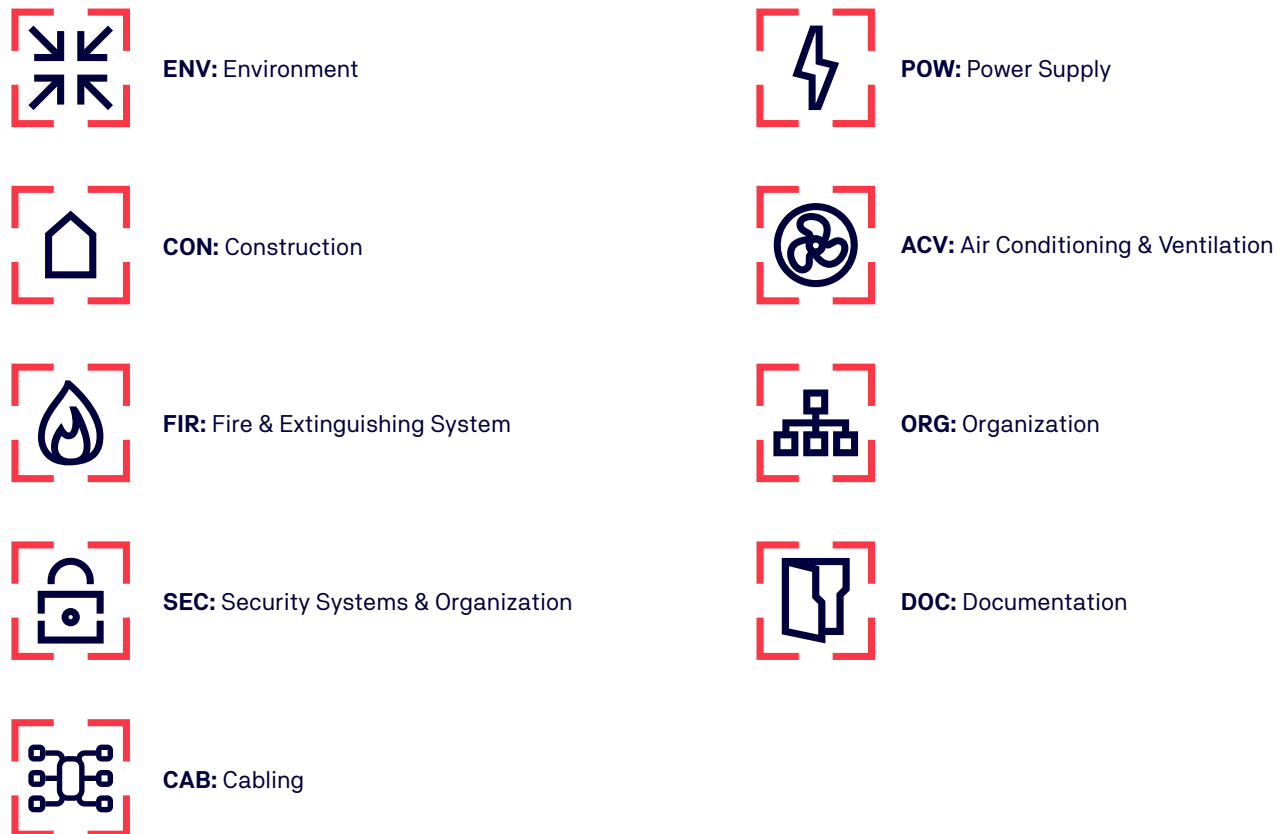 ENV: Environment
CON: Construction
FIR: Fire & Extinguishing System
SEC: Security Systems & Organization
CAB: Cabling
POW: Power Supply
ACV: Air Conditioning & Ventilation
ORG: Organization
DOC: Documentation